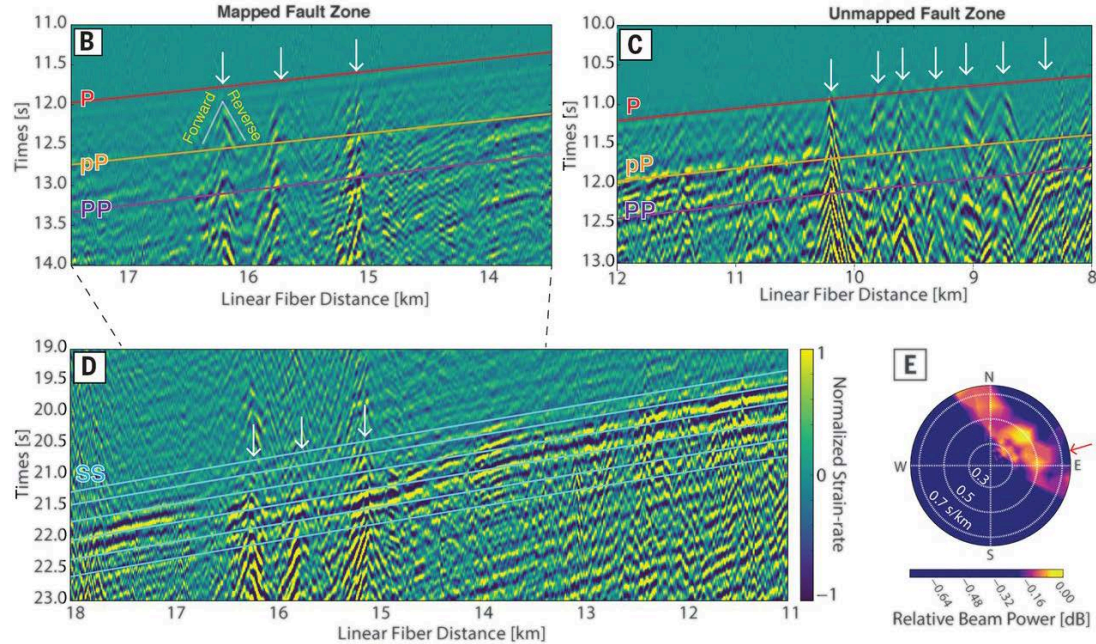 Mapped Fault Zone
B
11.0
11.5
12.0
12.5
13.0
13.5
14.0
Times [s]
P
pP
PP
Forward
Reverse
17
16
15
14
Linear Fiber Distance [km]
Unmapped Fault Zone
C
10.0
10.5
11.0
11.5
12.0
12.5
13.0
Times [s]
P
pP
PP
12
11
10
9
8
Linear Fiber Distance [km]
D
19.0
19.5
20.0
20.5
21.0
21.5
22.0
22.5
23.0
Times [s]
SS
18
17
16
15
14
13
12
11
Linear Fiber Distance [km]
1
0
−1
Normalized Strain-rate
E
N
W
E
S
0.3
0.5
0.7 s/km
−0.64
−0.48
−0.32
−0.16
0.00
Relative Beam Power [dB]